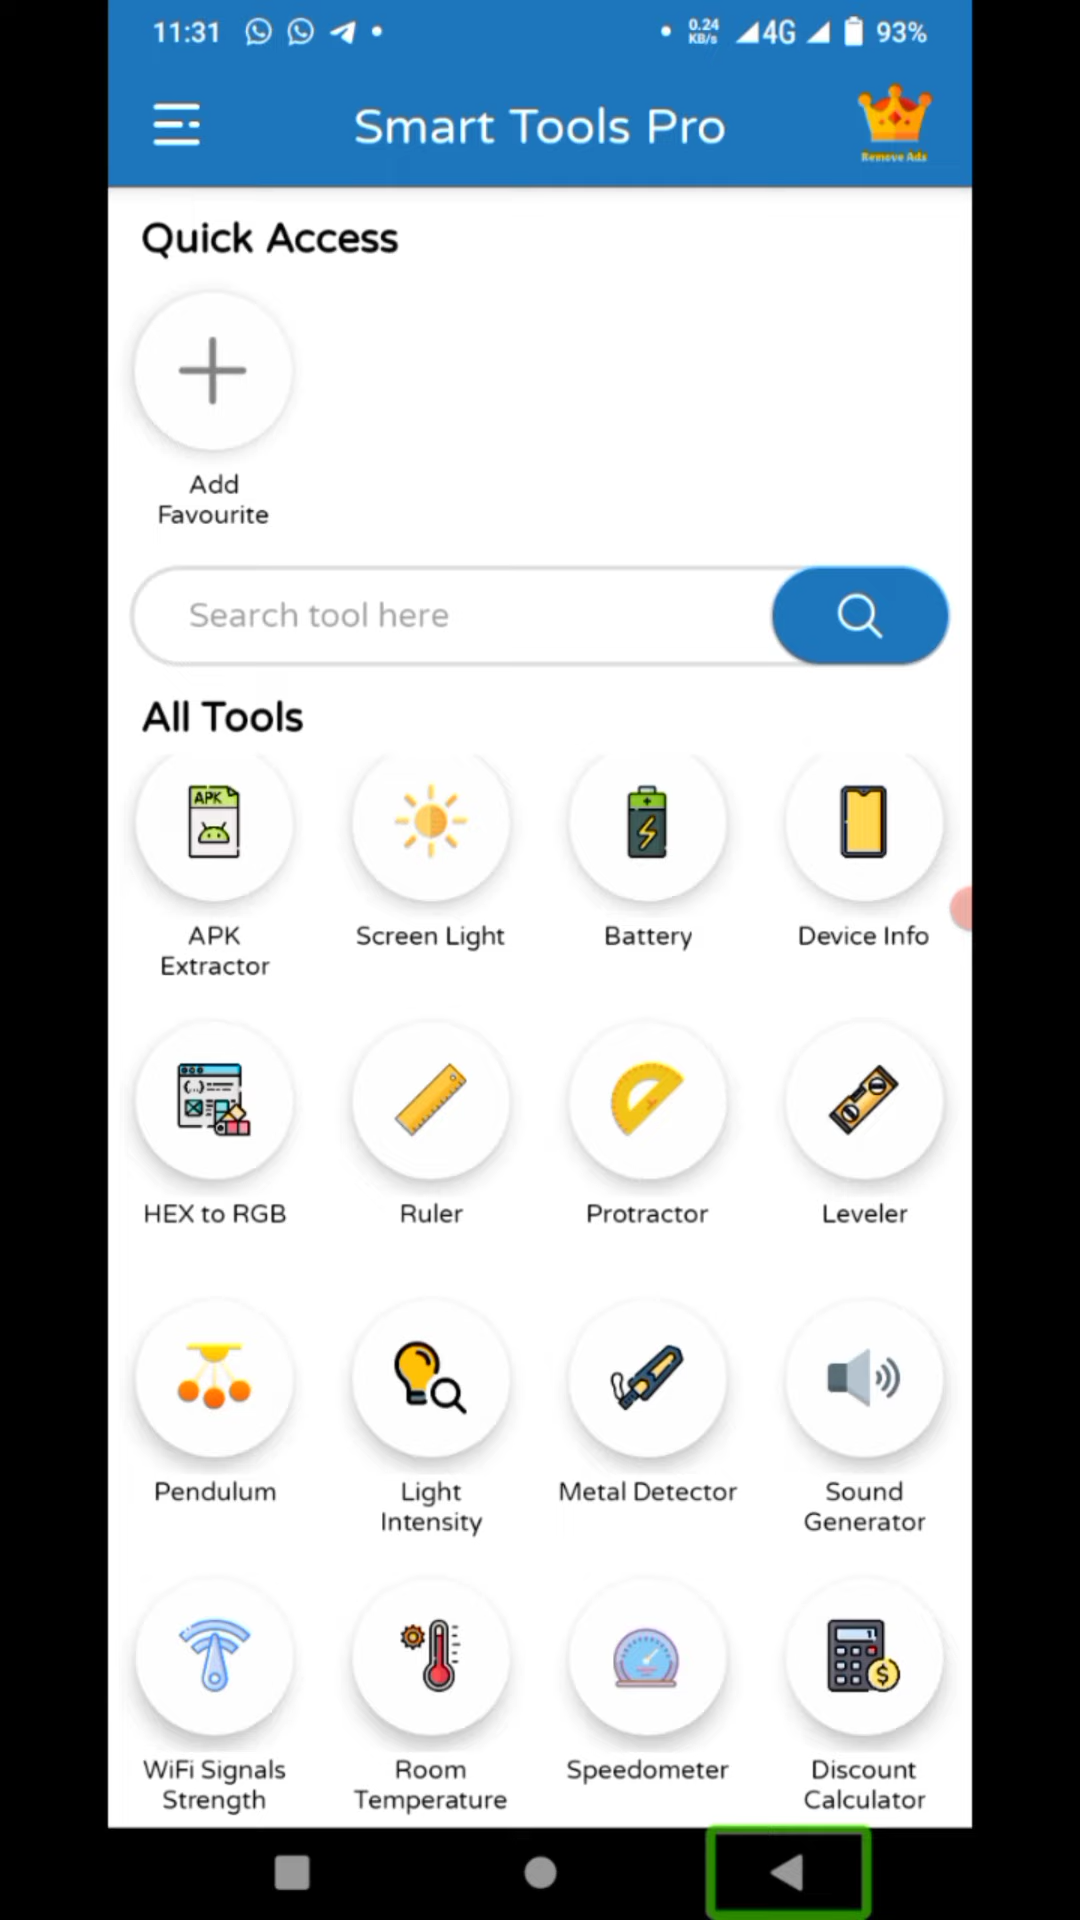 11:31
0.24
KB/s
4G
93%
Smart Tools Pro
Remove Ads
Quick Access
Add
Favourite
Search tool here
All Tools
APK
APK
Extractor
Screen Light
Battery
Device Info
HEX to RGB
Ruler
Protractor
Leveler
Pendulum
Light
Intensity
Metal Detector
Sound
Generator
WiFi Signals
Strength
Room
Temperature
Speedometer
Discount
Calculator